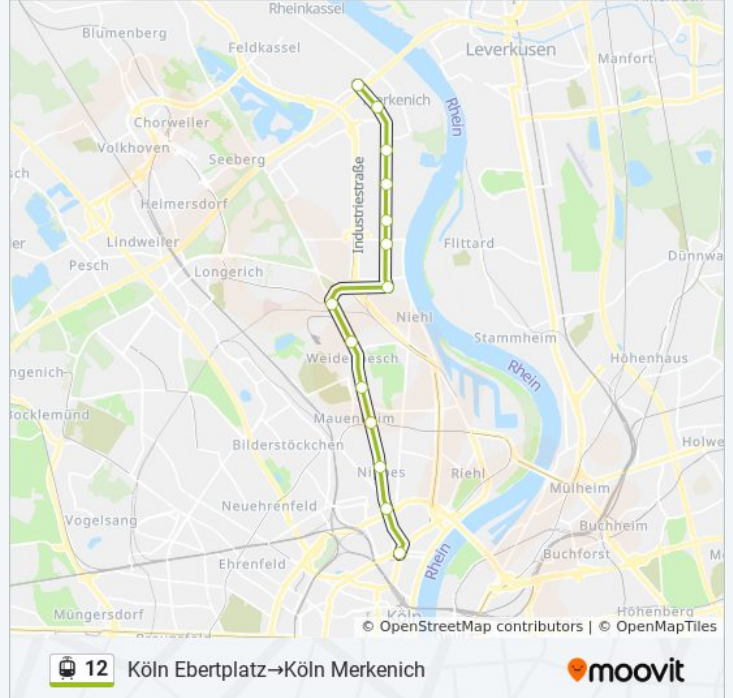 Rheinkassel
Blumenberg
Feldkassel
Leverkusen
Manfort
Merkenich
Rhein
Chorweiler
Volkhoven
Seeberg
Industriestraße
Heimersdorf
Lindweiler
Flittard
Pesch
Longerich
Dünnwa
Niehl
Stammheim
Weidenpesch
Höhenhaus
Rhein
ngenich
Bocklemünd
Mauenheim
Bilderstöckchen
Holwe
Nippes
Riehl
Mülheim
Neuehrenfeld
Vogelsang
Buchheim
Ehrenfeld
Rhein
Buchforst
Müngersdorf
Köln
Höhenberg
© OpenStreetMap contributors | © OpenMapTiles
12 Köln Ebertplatz→Köln Merkenich
moovit